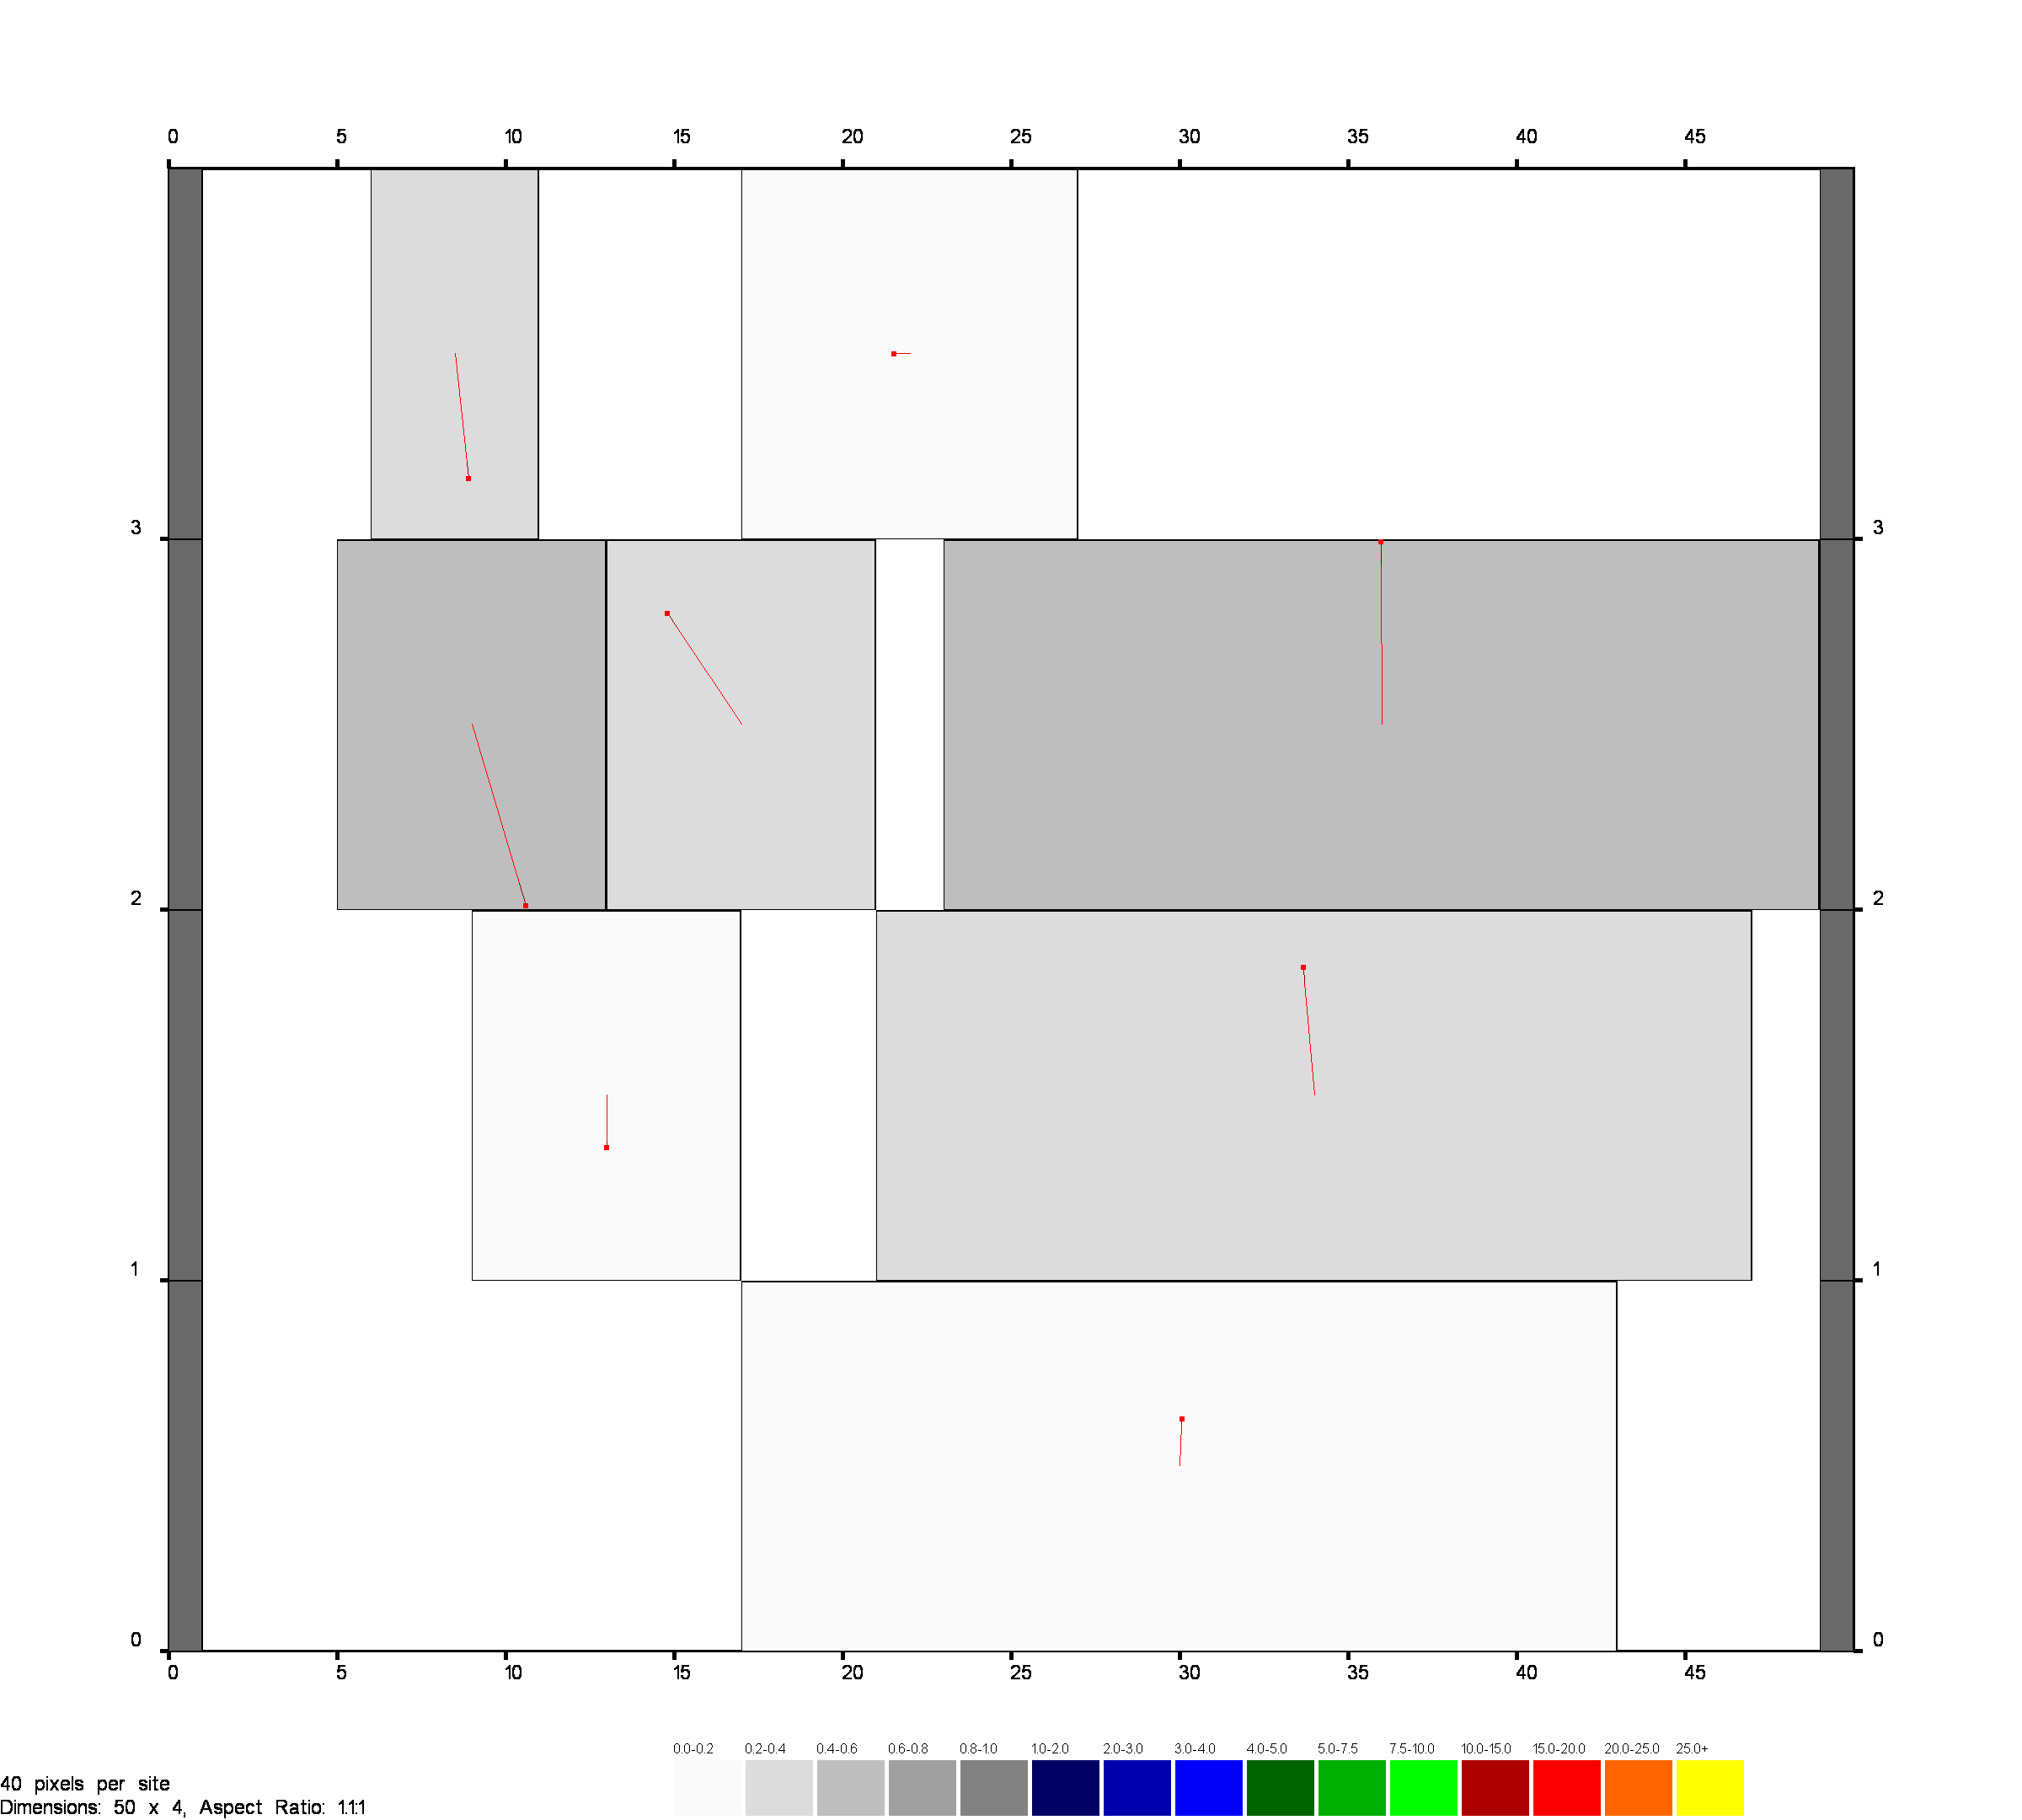 0 5 10 15 20 25 30 35 40 45
3 3
2 2
1 1
0 0
0 5 10 15 20 25 30 35 40 45
0.0-0.2 0.2-0.4 0.4-0.6 0.6-0.8 0.8-1.0 1.0-2.0 2.0-3.0 3.0-4.0 4.0-5.0 5.0-7.5 7.5-10.0 10.0-15.0 15.0-20.0 20.0-25.0 25.0+
40 pixels per site
Dimensions: 50 x 4, Aspect Ratio: 1.1:1